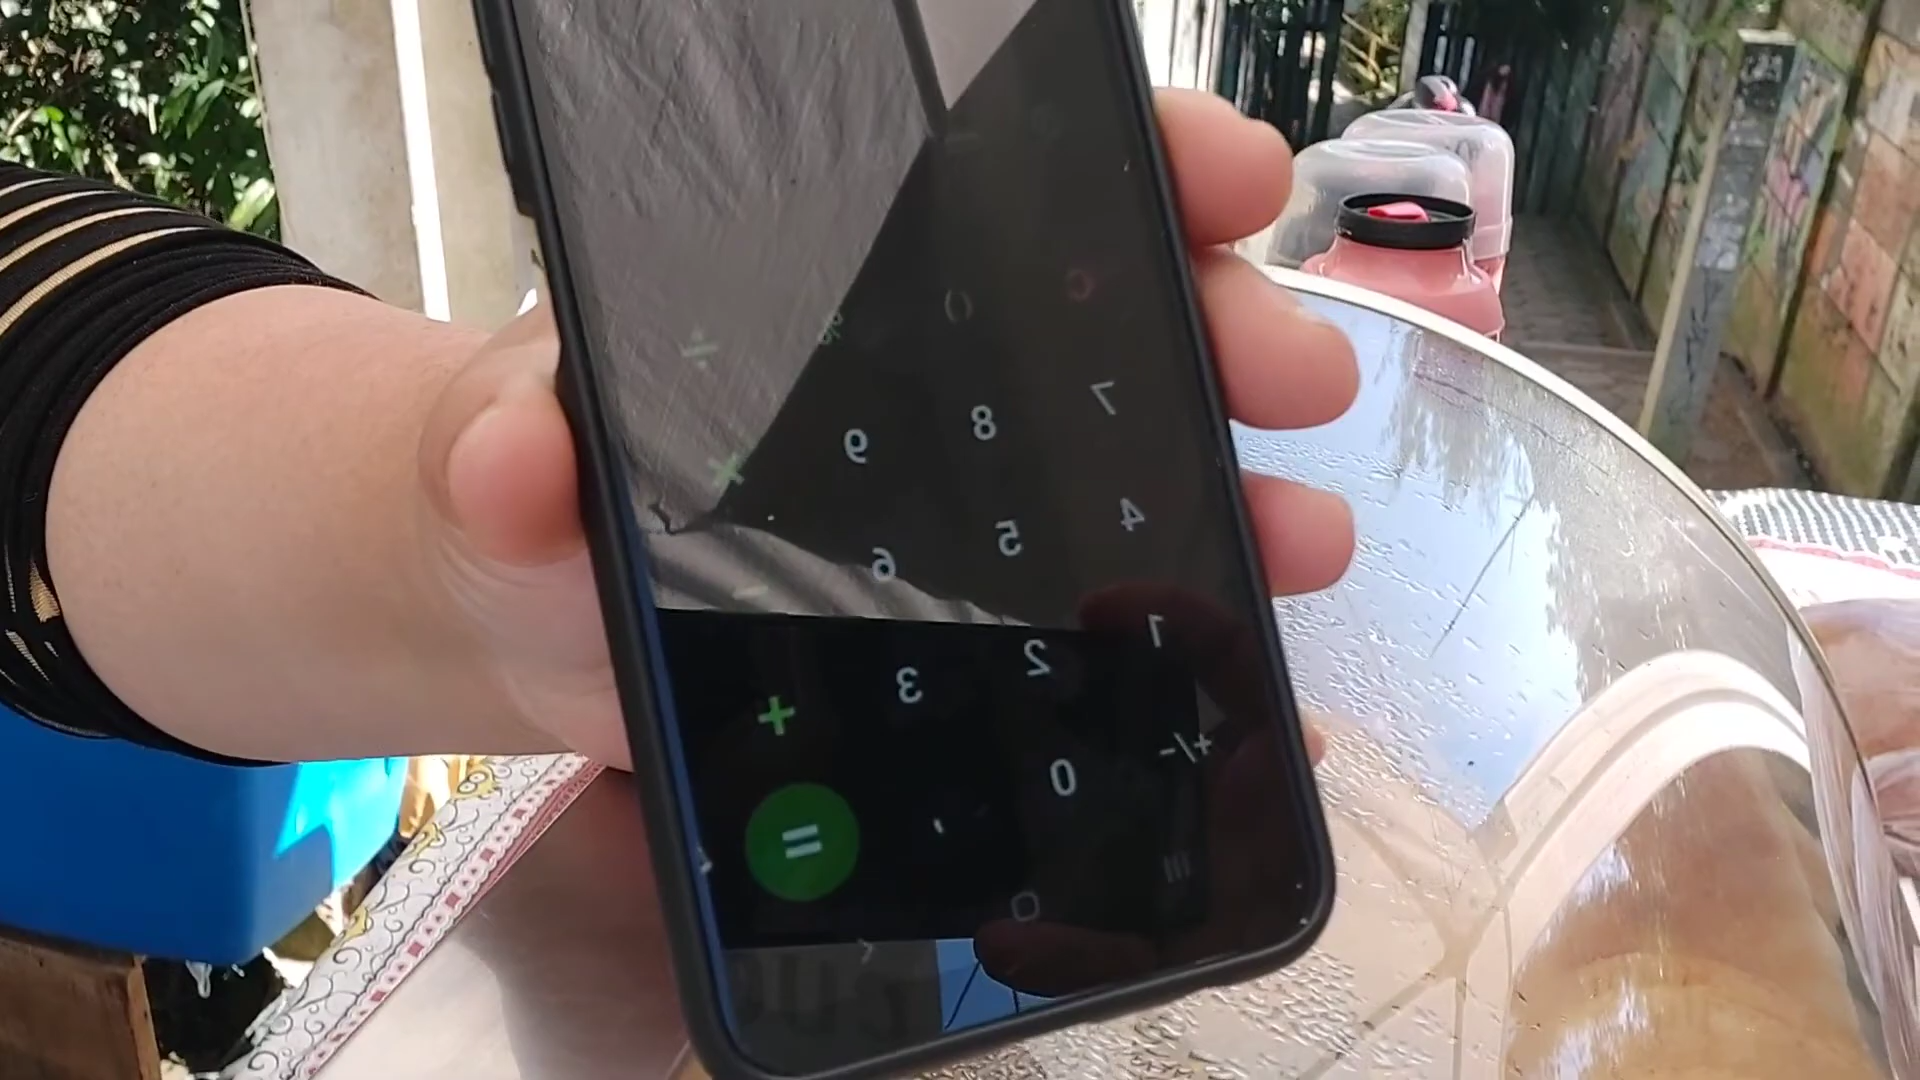 C () % ÷
7 8 9 ×
4 5 6 −
1 2 3 +
+/− 0 , =